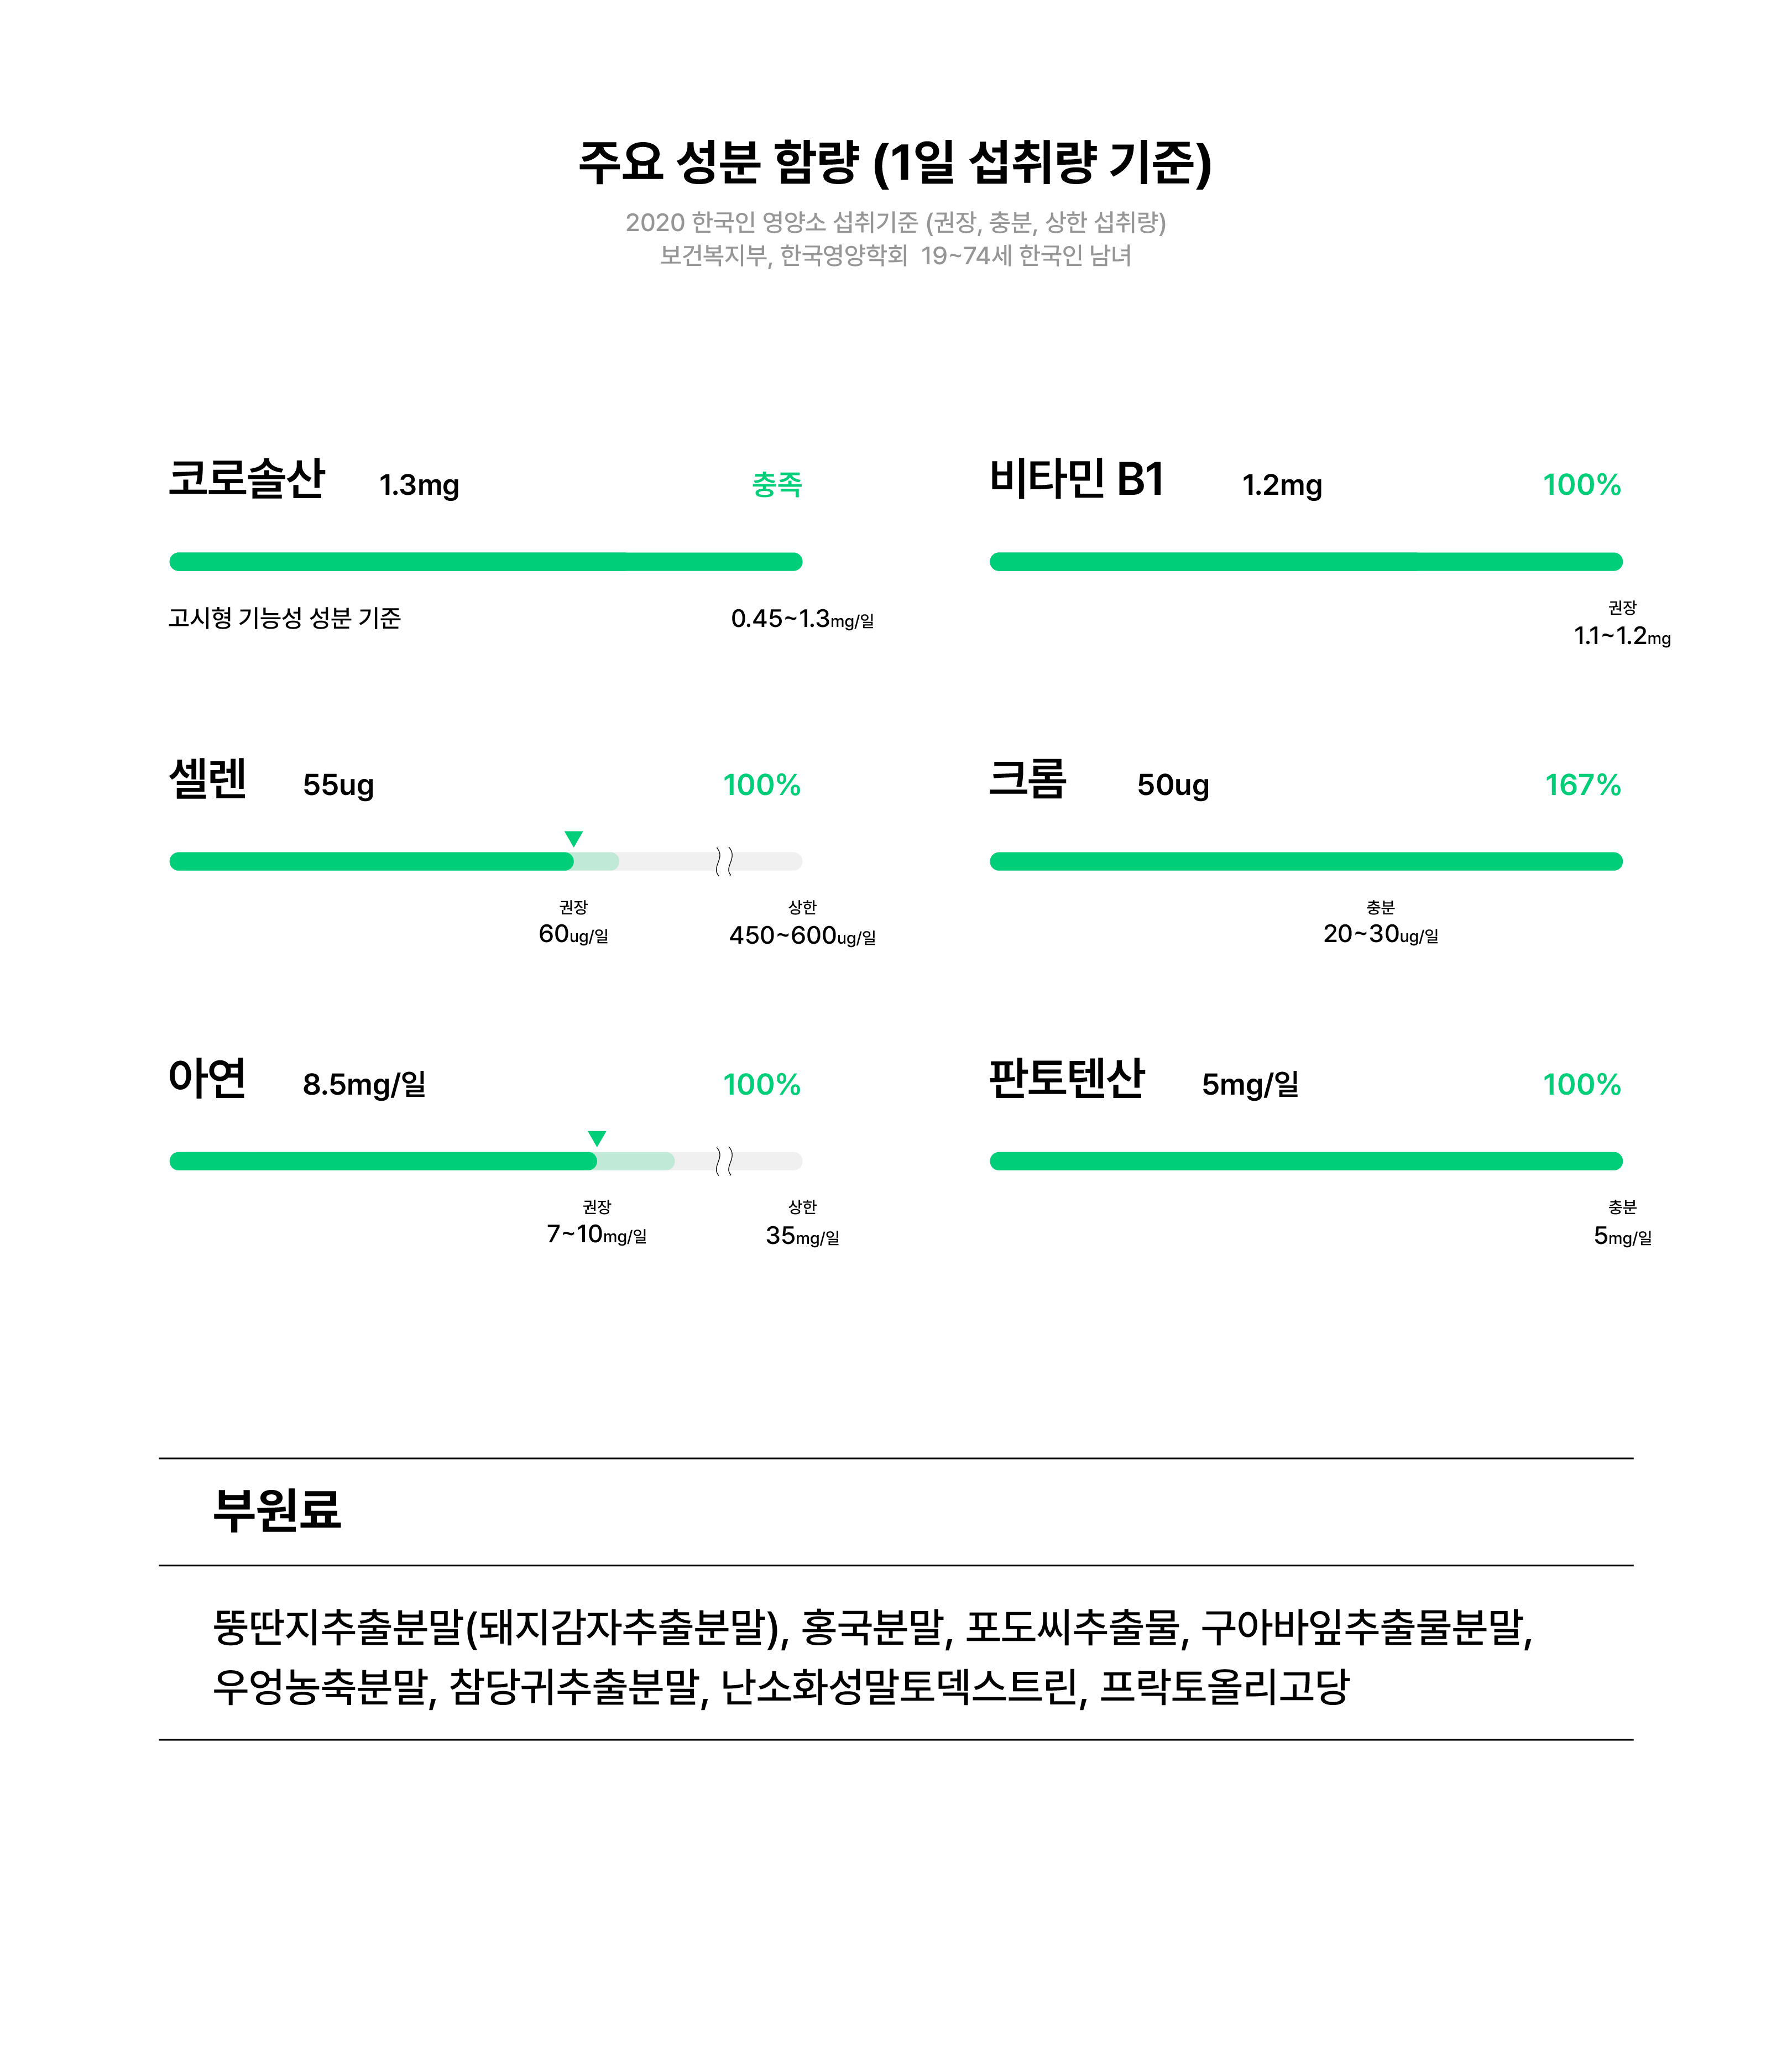 주요 성분 함량 (1일 섭취량 기준)
2020 한국인 영양소 섭취기준 (권장, 충분, 상한 섭취량)
보건복지부, 한국영양학회 19~74세 한국인 남녀
코로솔산 1.3mg 충족
고시형 기능성 성분 기준 0.45~1.3mg/일
비타민 B1 1.2mg 100%
권장
1.1~1.2mg
셀렌 55ug 100%
권장 상한
60ug/일 450~600ug/일
크롬 50ug 167%
충분
20~30ug/일
아연 8.5mg/일 100%
권장 상한
7~10mg/일 35mg/일
판토텐산 5mg/일 100%
충분
5mg/일
부원료
뚱딴지추출분말(돼지감자추출분말), 홍국분말, 포도씨추출물, 구아바잎추출물분말,
우엉농축분말, 참당귀추출분말, 난소화성말토덱스트린, 프락토올리고당